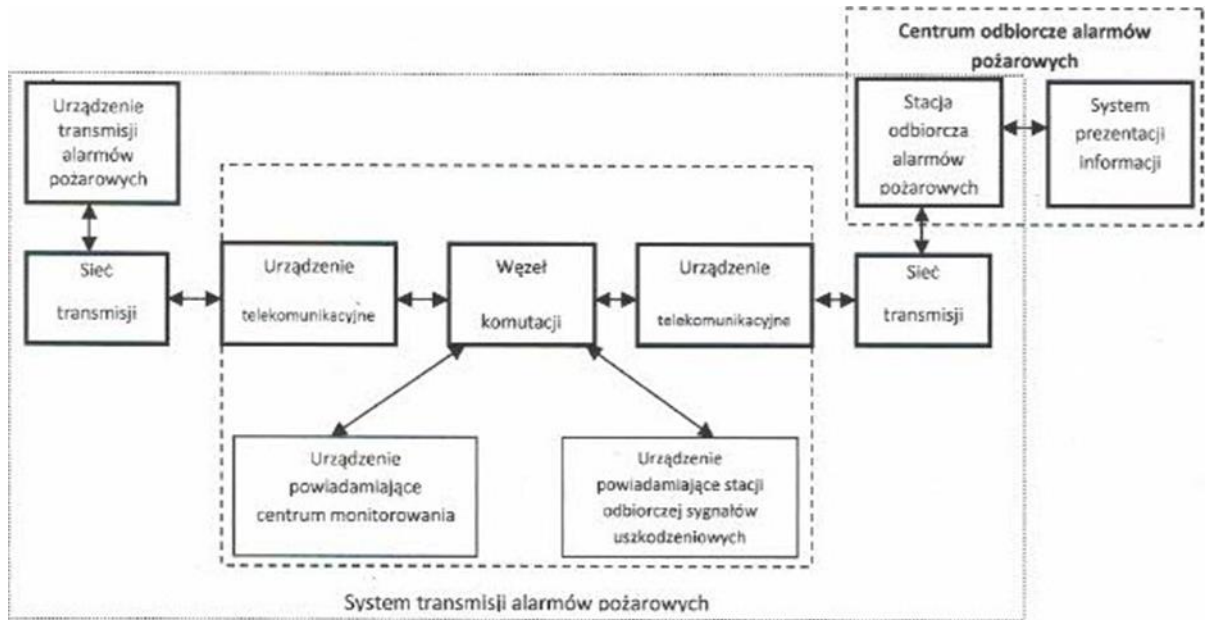 Centrum odbiorcze alarmów
pożarowych
Urządzenie
transmisji
alarmów
pożarowych
Stacja
odbiorcza
alarmów
pożarowych
System
prezentacji
informacji
Sieć
transmisji
Urządzenie
telekomunikacyjne
Węzeł
komutacji
Urządzenie
telekomunikacyjne
Sieć
transmisji
Urządzenie
powiadamiające
centrum monitorowania
Urządzenie
powiadamiające stacji
odbiorczej sygnałów
uszkodzeniowych
System transmisji alarmów pożarowych